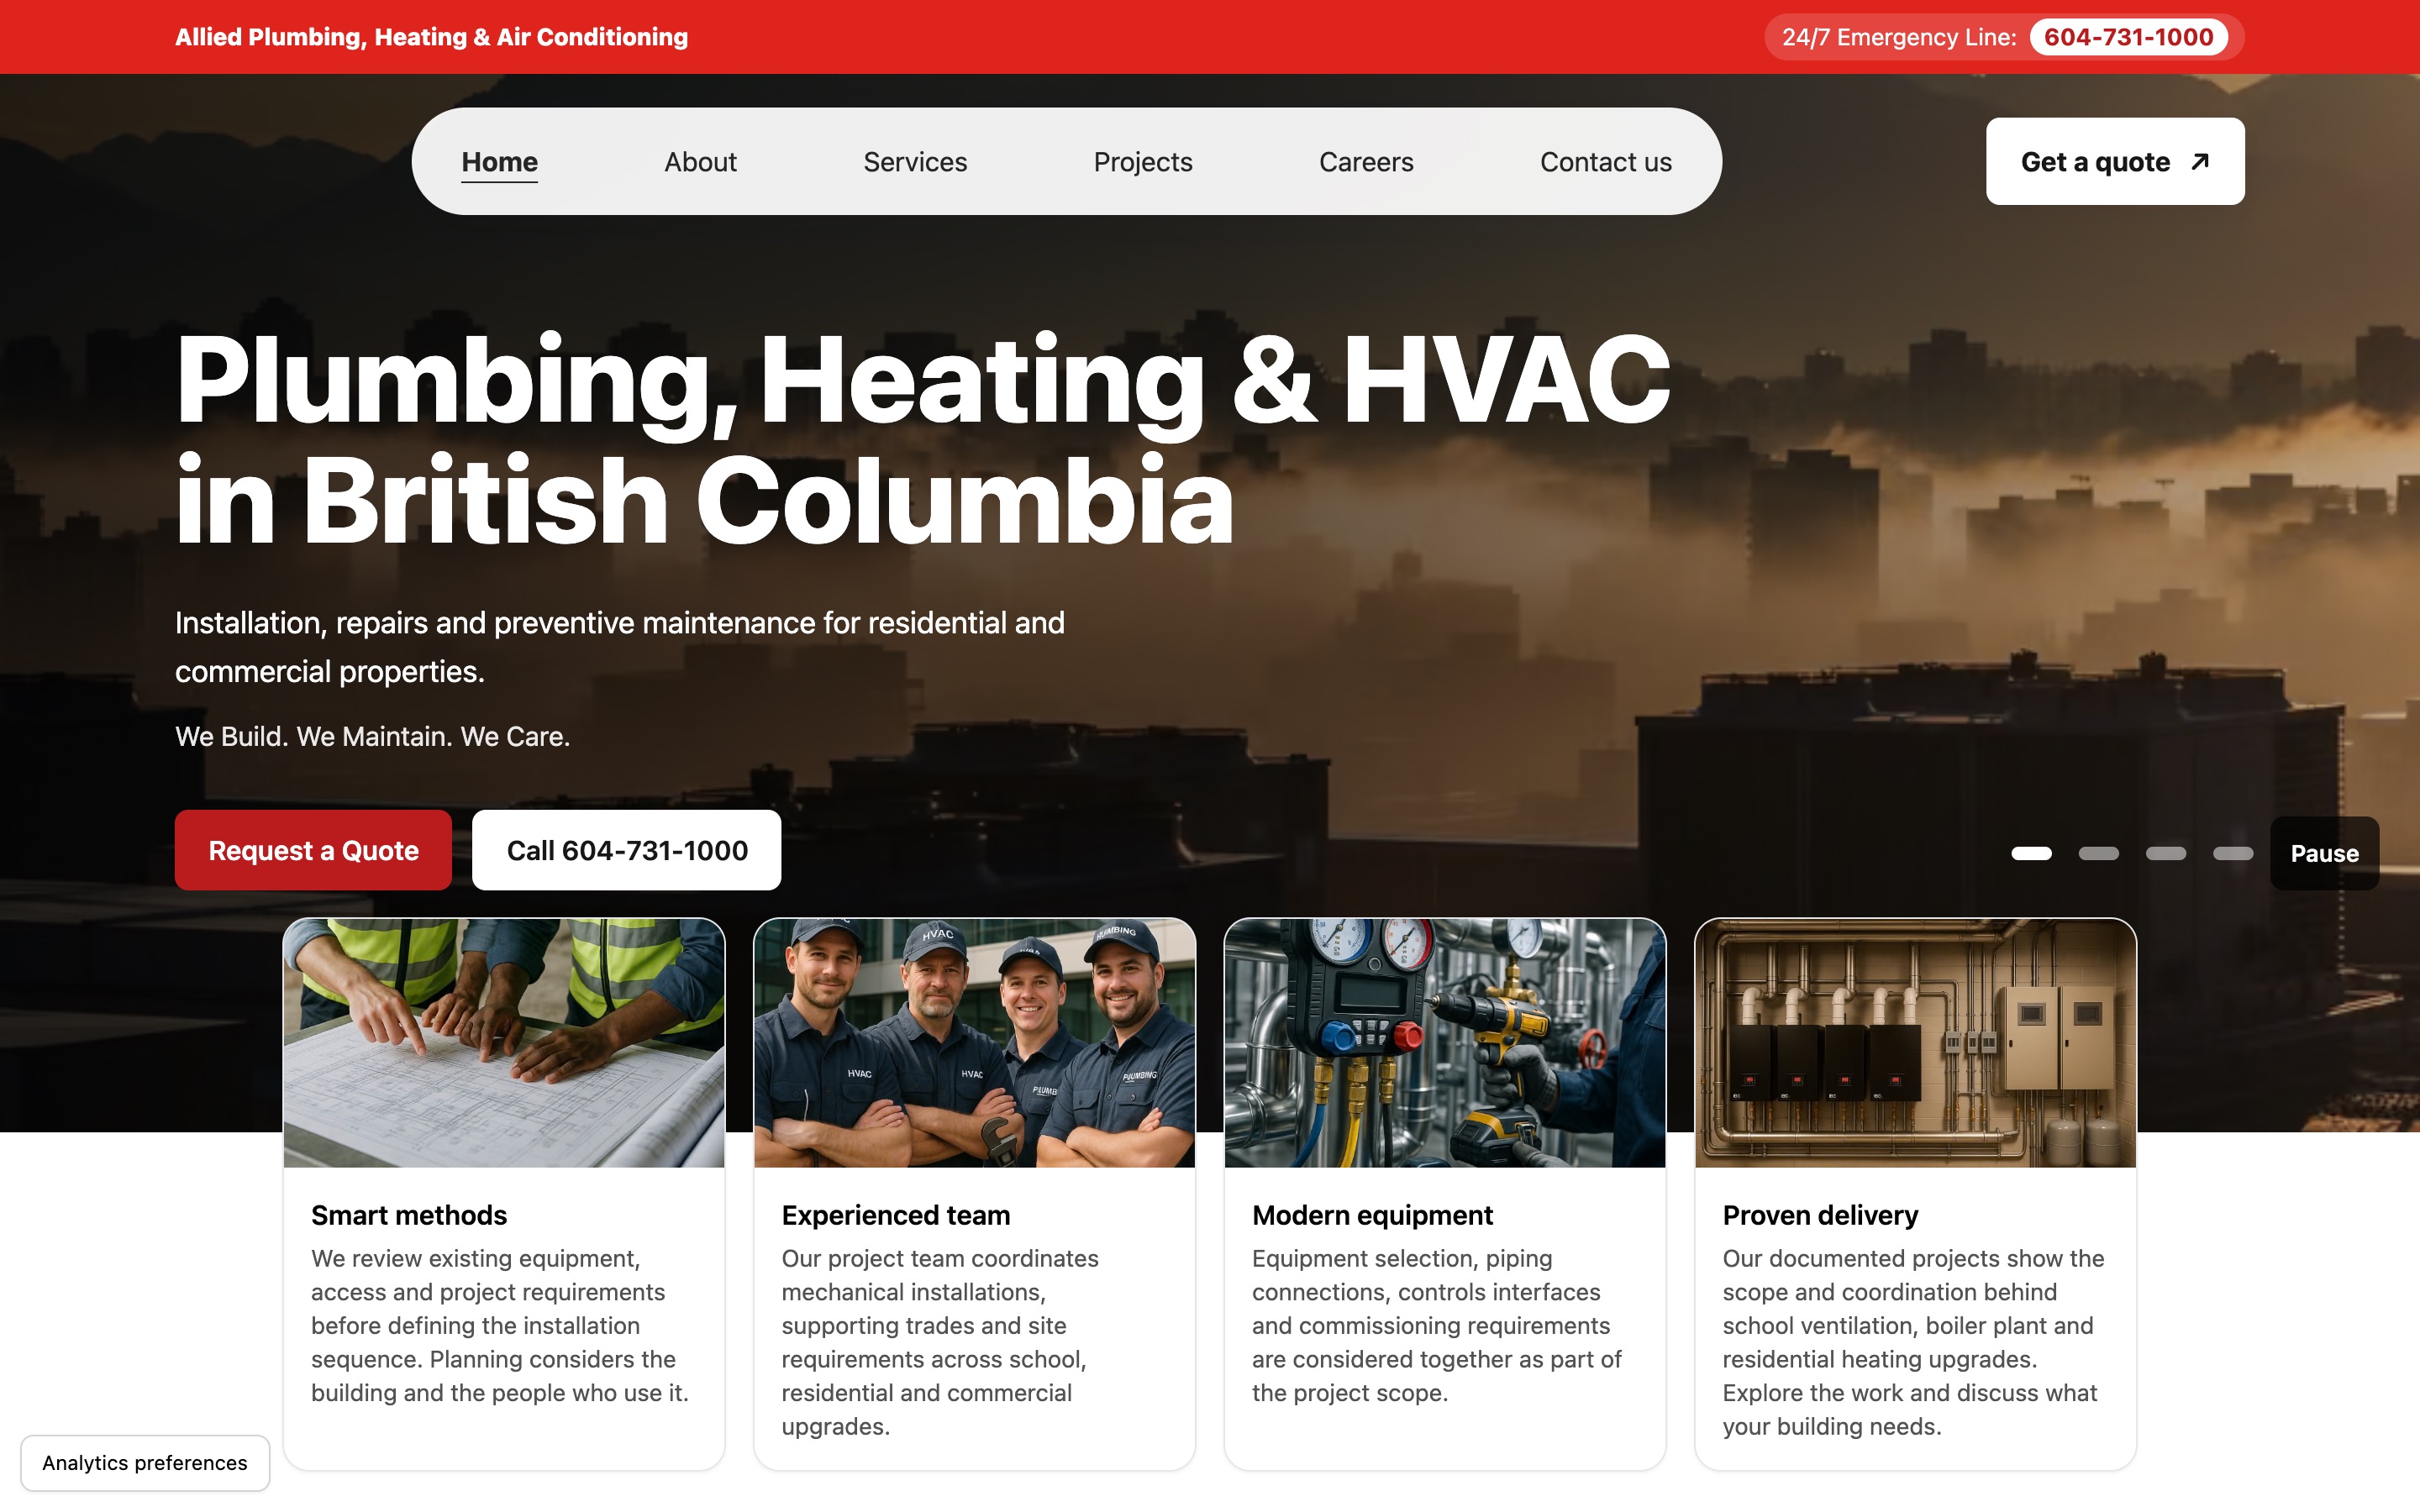 Allied Plumbing, Heating & Air Conditioning
24/7 Emergency Line: 604-731-1000
Home
About
Services
Projects
Careers
Contact us
Get a quote
Plumbing, Heating & HVAC
in British Columbia
Installation, repairs and preventive maintenance for residential and
commercial properties.
We Build. We Maintain. We Care.
Request a Quote
Call 604-731-1000
Pause
HVAC
HVAC
HVAC
Smart methods
We review existing equipment,
access and project requirements
before defining the installation
sequence. Planning considers the
building and the people who use it.
Experienced team
Our project team coordinates
mechanical installations,
supporting trades and site
requirements across school,
residential and commercial
upgrades.
Modern equipment
Equipment selection, piping
connections, controls interfaces
and commissioning requirements
are considered together as part of
the project scope.
Proven delivery
Our documented projects show the
scope and coordination behind
school ventilation, boiler plant and
residential heating upgrades.
Explore the work and discuss what
your building needs.
Analytics preferences